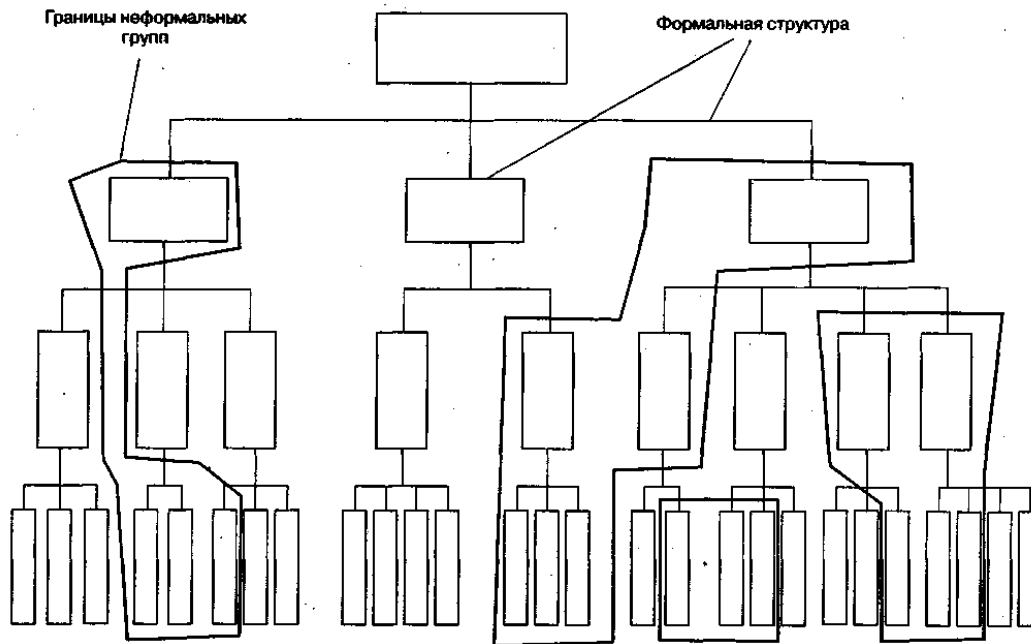 Границы неформальных
групп
Формальная структура